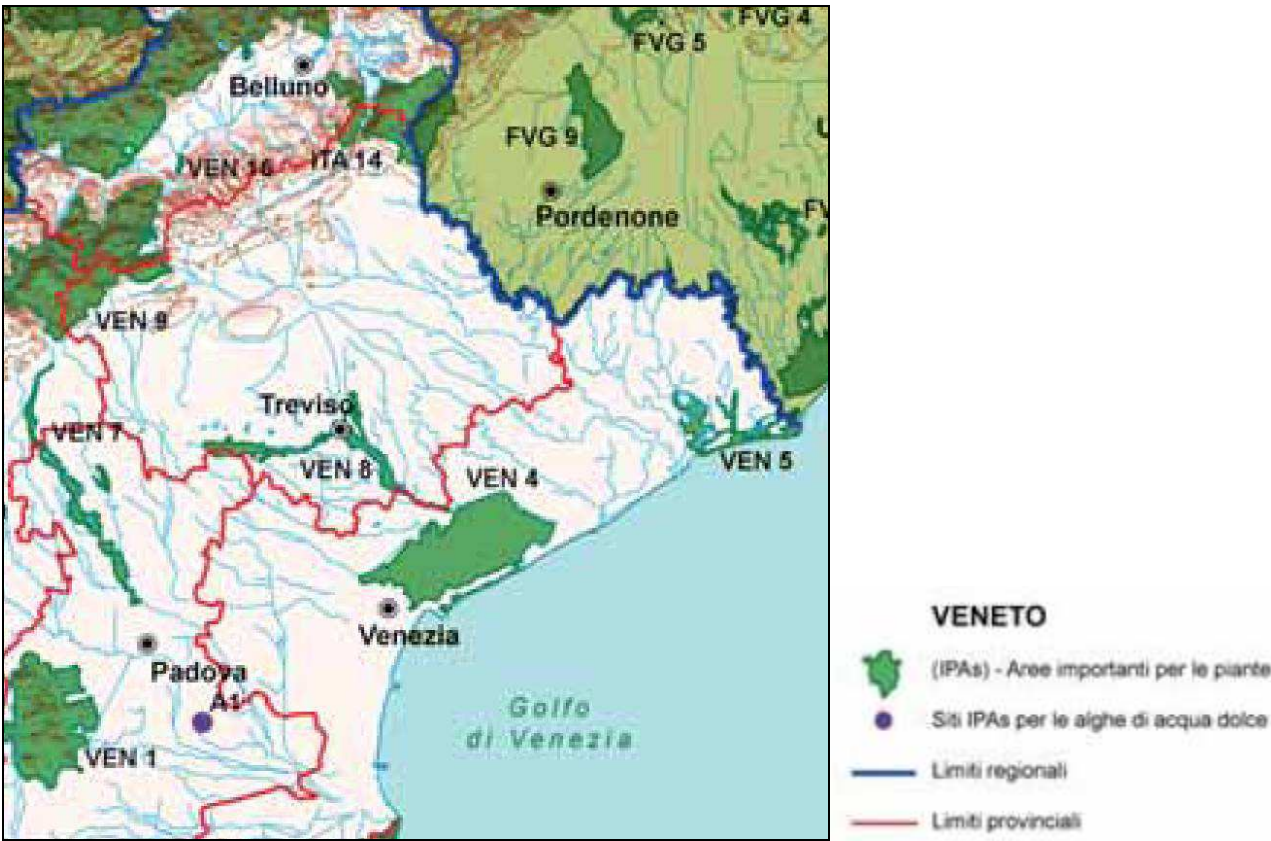 FVG 4
FVG 5
Belluno
FVG 9
VEN 16
ITA 14
Pordenone
VEN 9
Treviso
VEN 7
VEN 8
VEN 4
VEN 5
Venezia
Padova
A1
VEN 1
Golfo
di Venezia
VENETO
(IPAs) - Aree importanti per le piante
Siti IPAs per le alghe di acqua dolce
Limiti regionali
Limiti provinciali